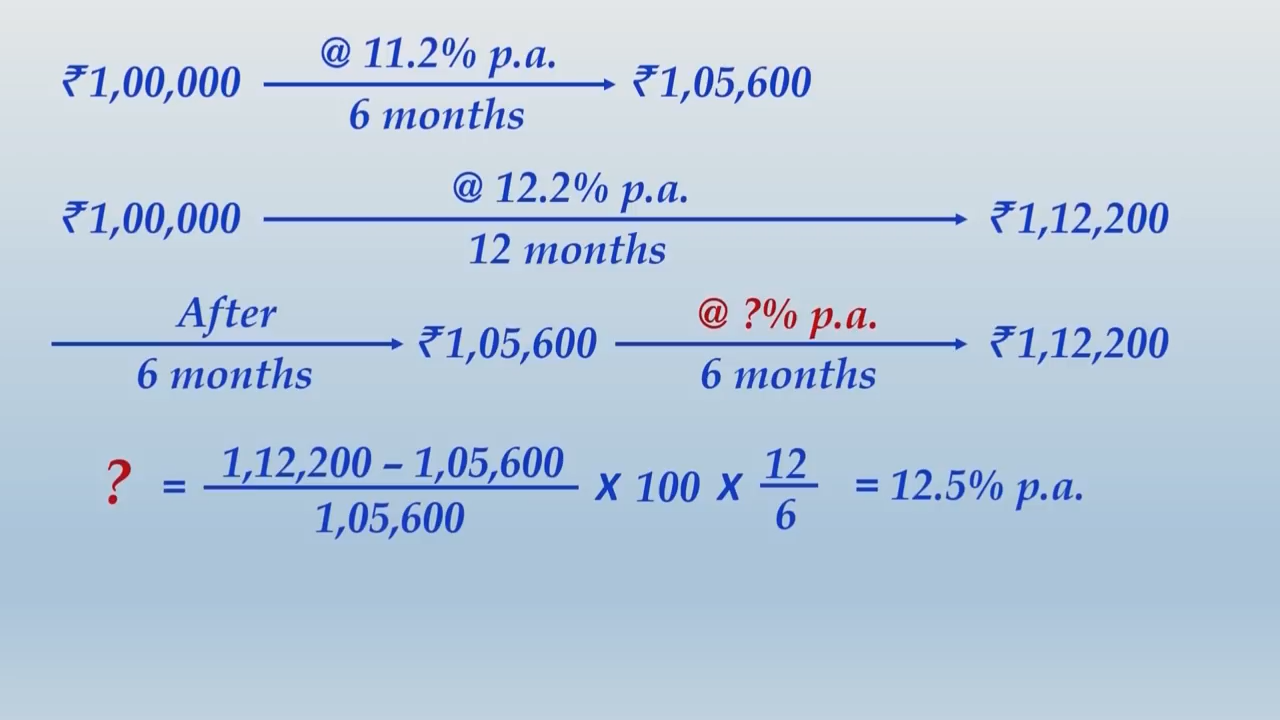 @ 11.2% p.a.
₹1,00,000 ₹1,05,600
6 months
@ 12.2% p.a.
₹1,00,000 ₹1,12,200
12 months
After @ ?% p.a.
₹1,05,600 ₹1,12,200
6 months 6 months
1,12,200 – 1,05,600 12
? = X 100 X = 12.5% p.a.
1,05,600 6